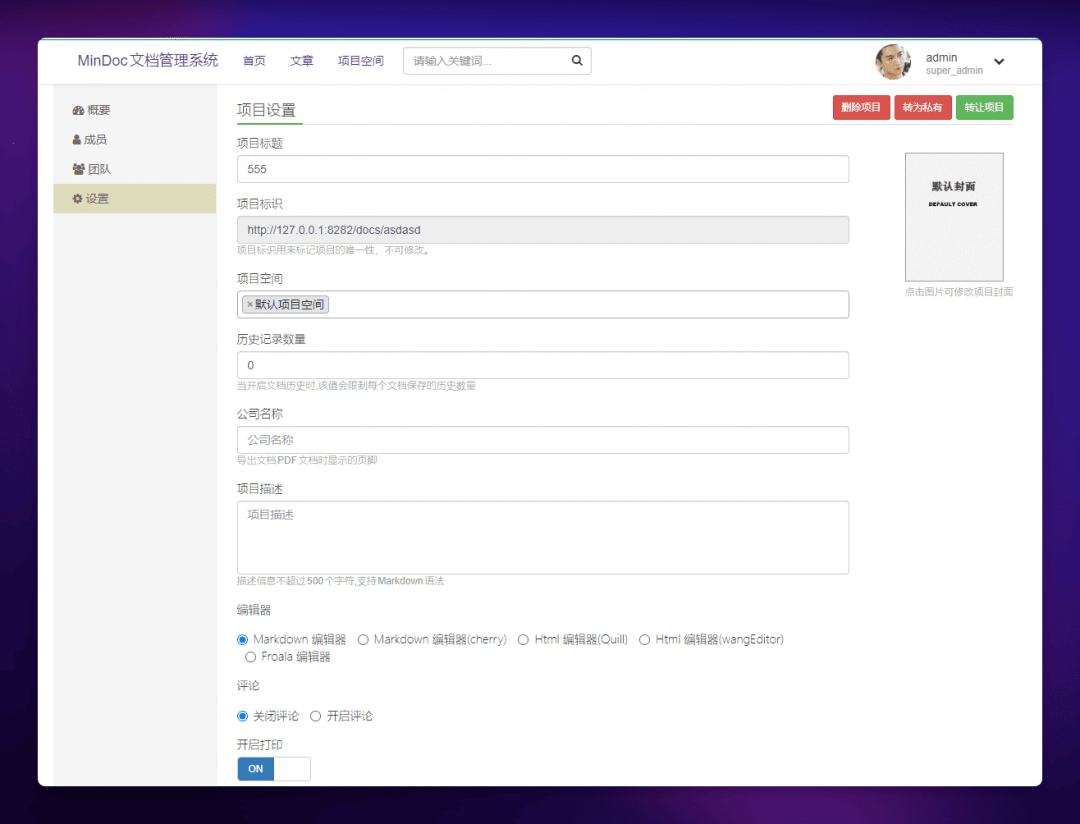 MinDoc文档管理系统 首页 文章 项目空间 请输入关键词... admin
super_admin
概要
成员
团队
设置
项目设置 删除项目 转为私有 转让项目
项目标题
555
项目标识
http://127.0.0.1:8282/docs/asdasd
项目标识用来标记项目的唯一性，不可修改。
项目空间
×默认项目空间
历史记录数量
0
当开启文档历史时,该值会限制每个文档保存的历史数量
公司名称
公司名称
导出文档PDF文档时显示的页脚
项目描述
项目描述
描述信息不超过500个字符,支持Markdown语法
编辑器
Markdown 编辑器 Markdown 编辑器(cherry) Html 编辑器(Quill) Html 编辑器(wangEditor)
Froala 编辑器
评论
关闭评论 开启评论
开启打印
ON
默认封面
DEFAULT COVER
点击图片可修改项目封面